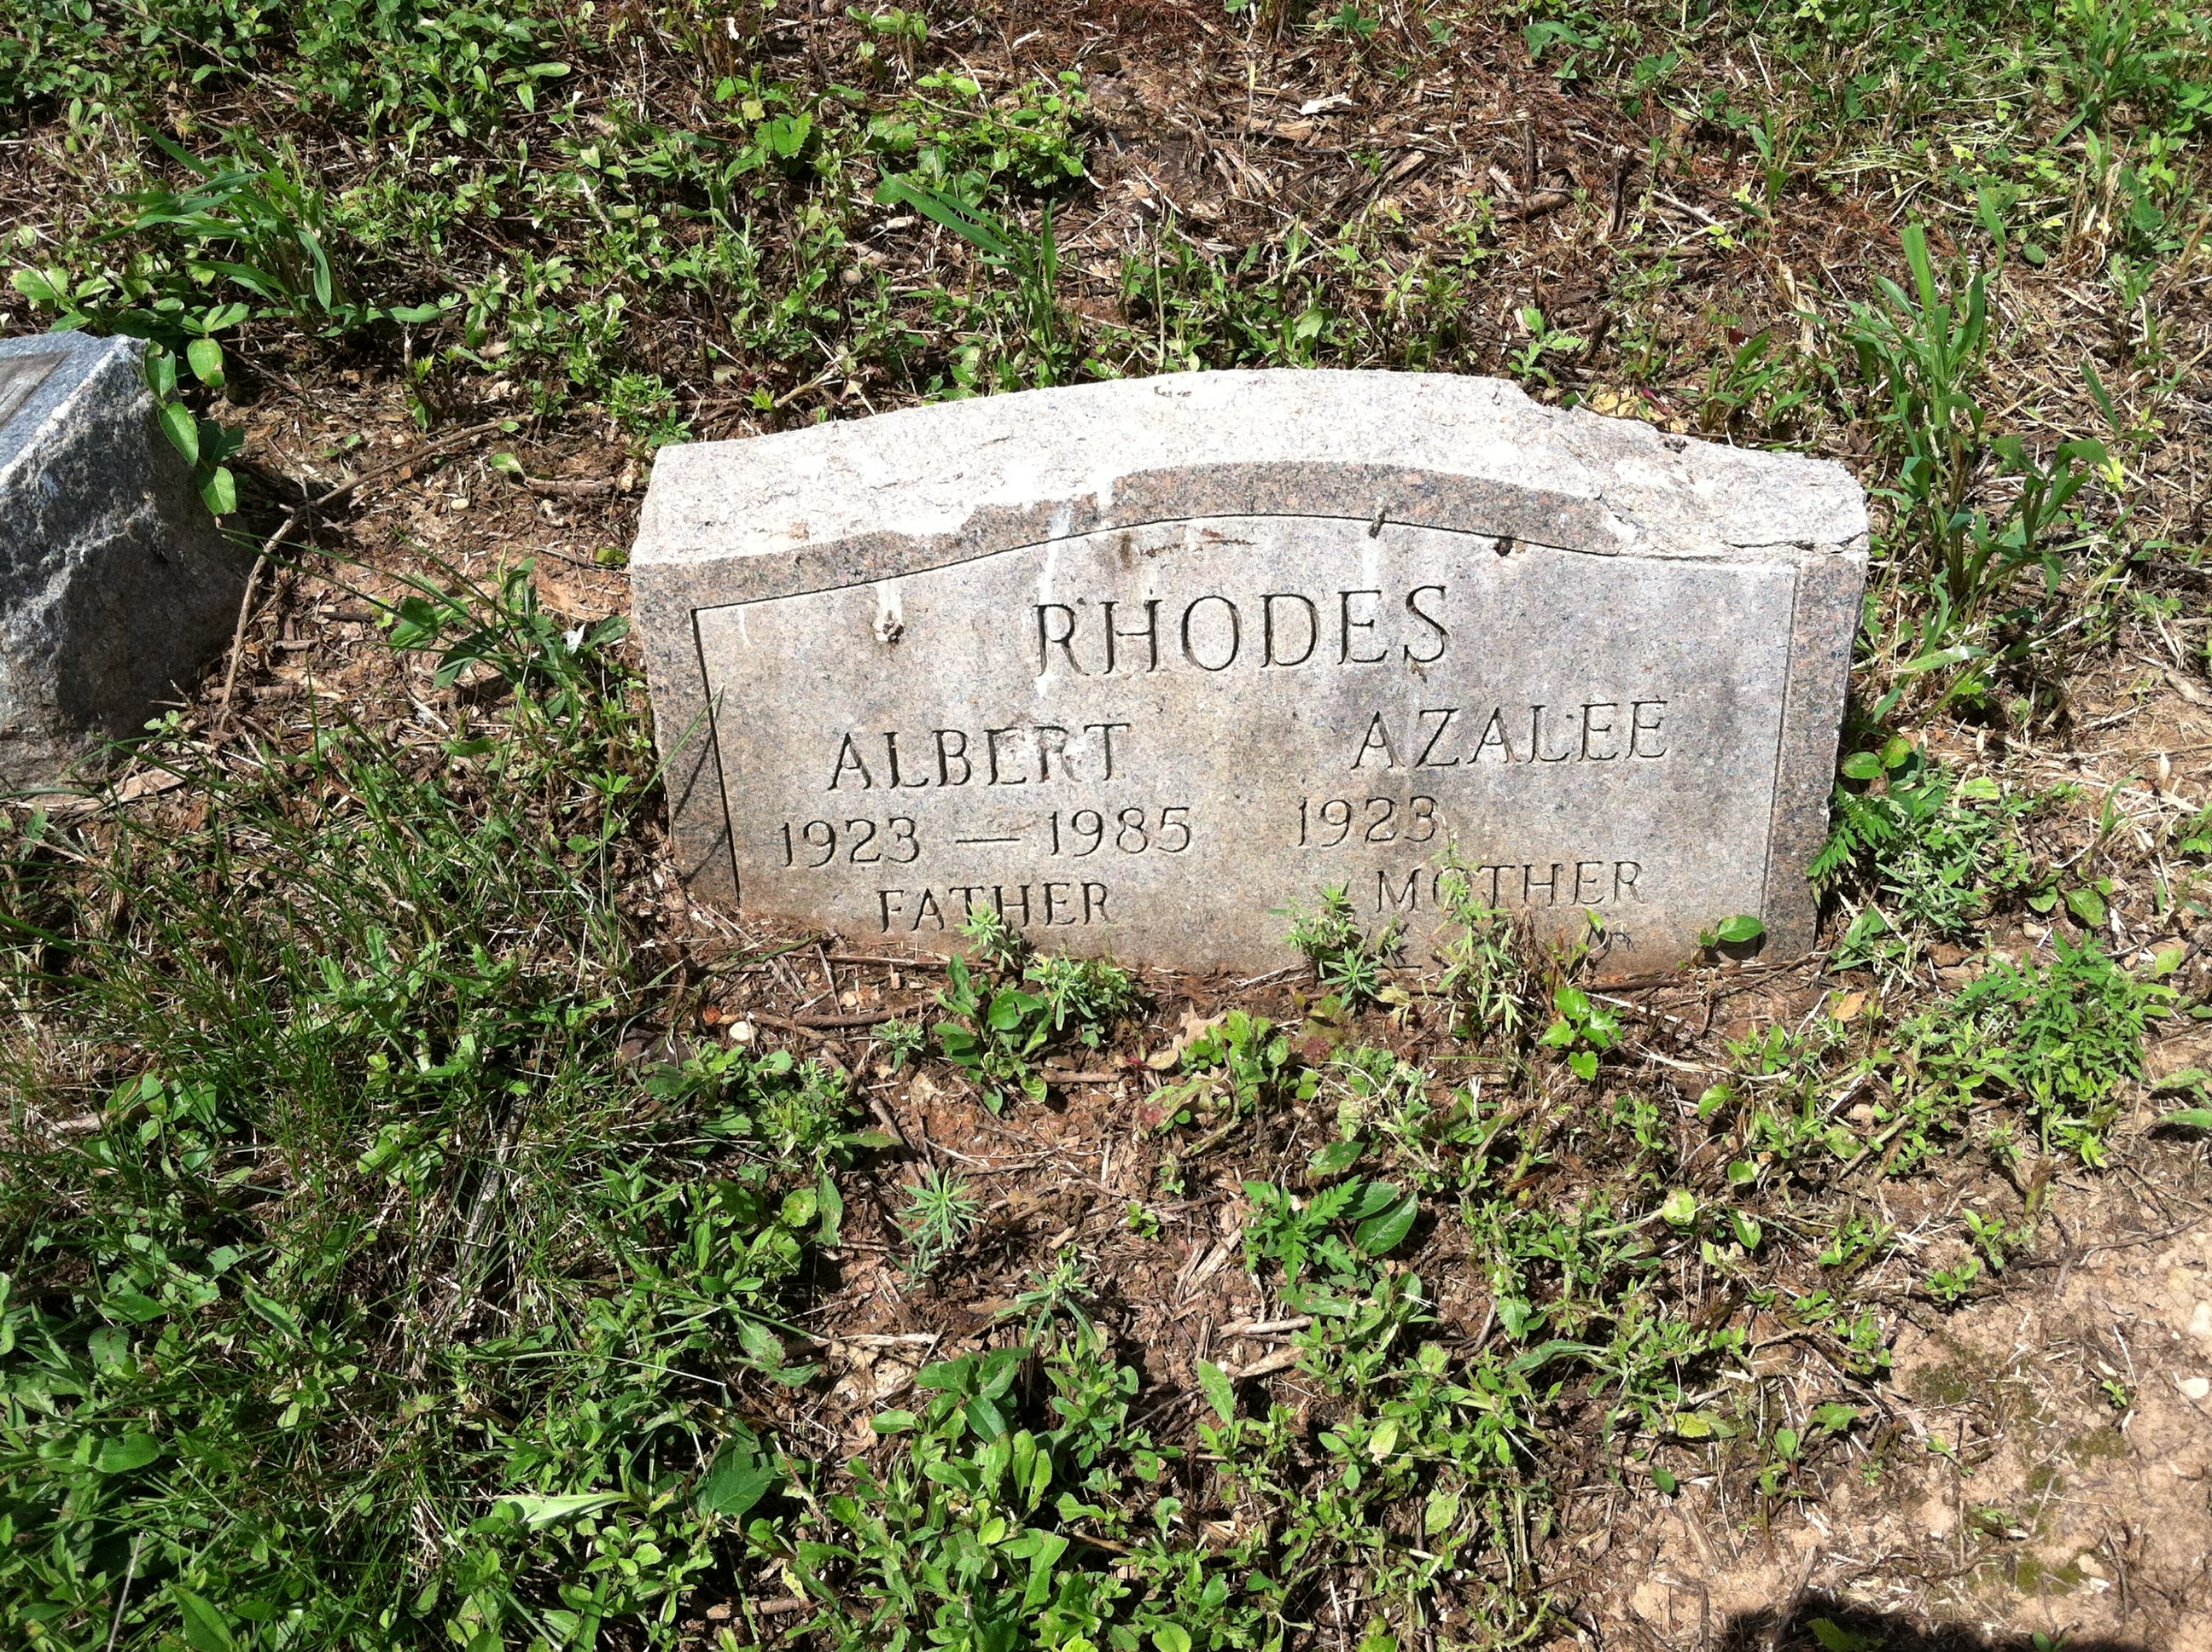 RHODES
ALBERT AZALEE
1923 — 1985 1923
FATHER MOTHER